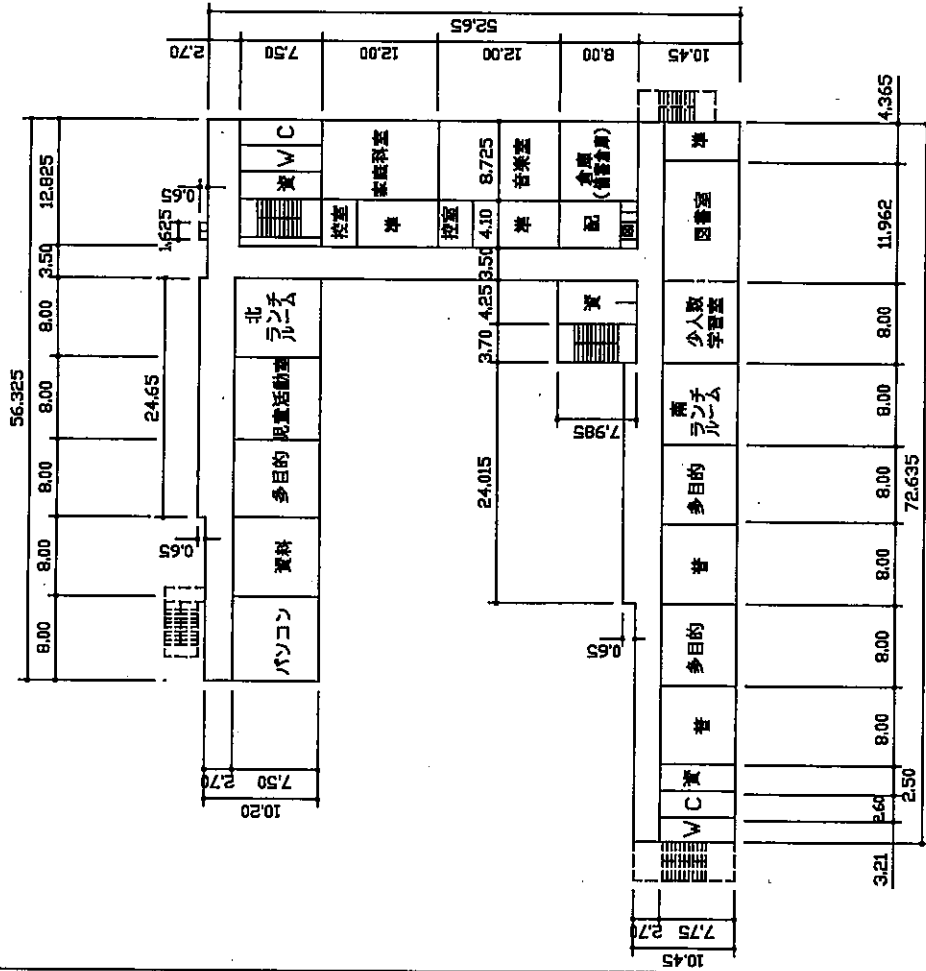 52.65
2.70
7.50
12.00
12.00
8.00
10.45
56.325
12.825
3.50
8.00
8.00
8.00
8.00
8.00
0.65
1.625
24.65
0.65
資
W C
家庭科室
控室
準
控室
4.10
8.725
音楽室
準
倉庫
(備蓄倉庫)
配
北
ランチ
ルーム
児童活動室
多目的
資料
パソコン
2.70
7.50
10.20
3.50
4.25
3.70
資
7.985
24.015
0.65
準
図書室
少人数
学習室
南
ランチ
ルーム
多目的
普
多目的
普
資
W C
4.365
11.962
8.00
8.00
8.00
8.00
8.00
8.00
2.50
2.60
3.21
72.635
2.70
7.75
10.45